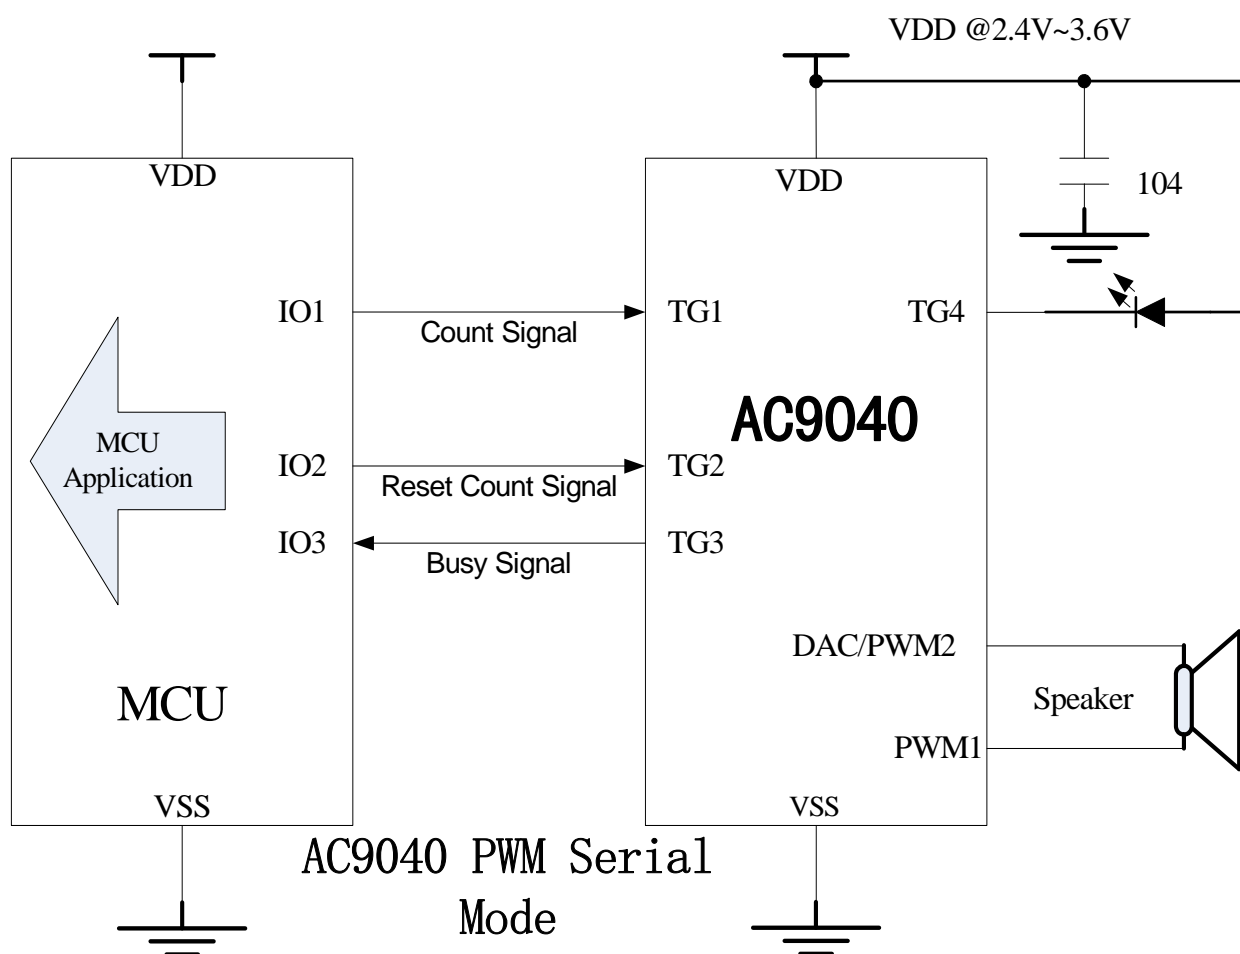 VDD @2.4V~3.6V
VDD
VDD
104
IO1
Count Signal
TG1
TG4
AC9040
MCU
Application
IO2
Reset Count Signal
TG2
IO3
Busy Signal
TG3
DAC/PWM2
MCU
Speaker
PWM1
VSS
VSS
AC9040 PWM Serial
Mode